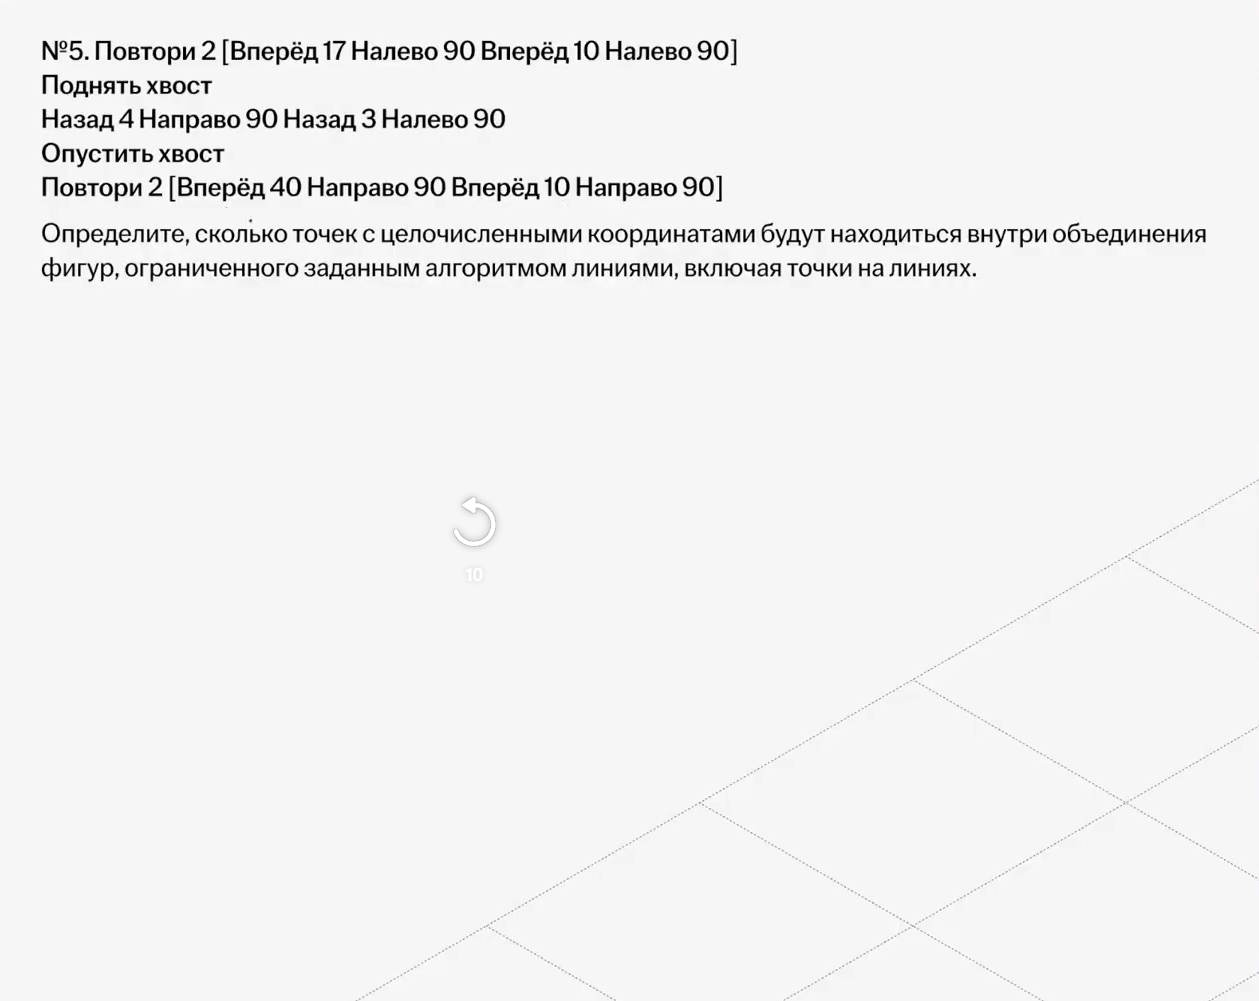 №5. Повтори 2 [Вперёд 17 Налево 90 Вперёд 10 Налево 90]
Поднять хвост
Назад 4 Направо 90 Назад 3 Налево 90
Опустить хвост
Повтори 2 [Вперёд 40 Направо 90 Вперёд 10 Направо 90]
Определите, сколько точек с целочисленными координатами будут находиться внутри объединения
фигур, ограниченного заданным алгоритмом линиями, включая точки на линиях.
10